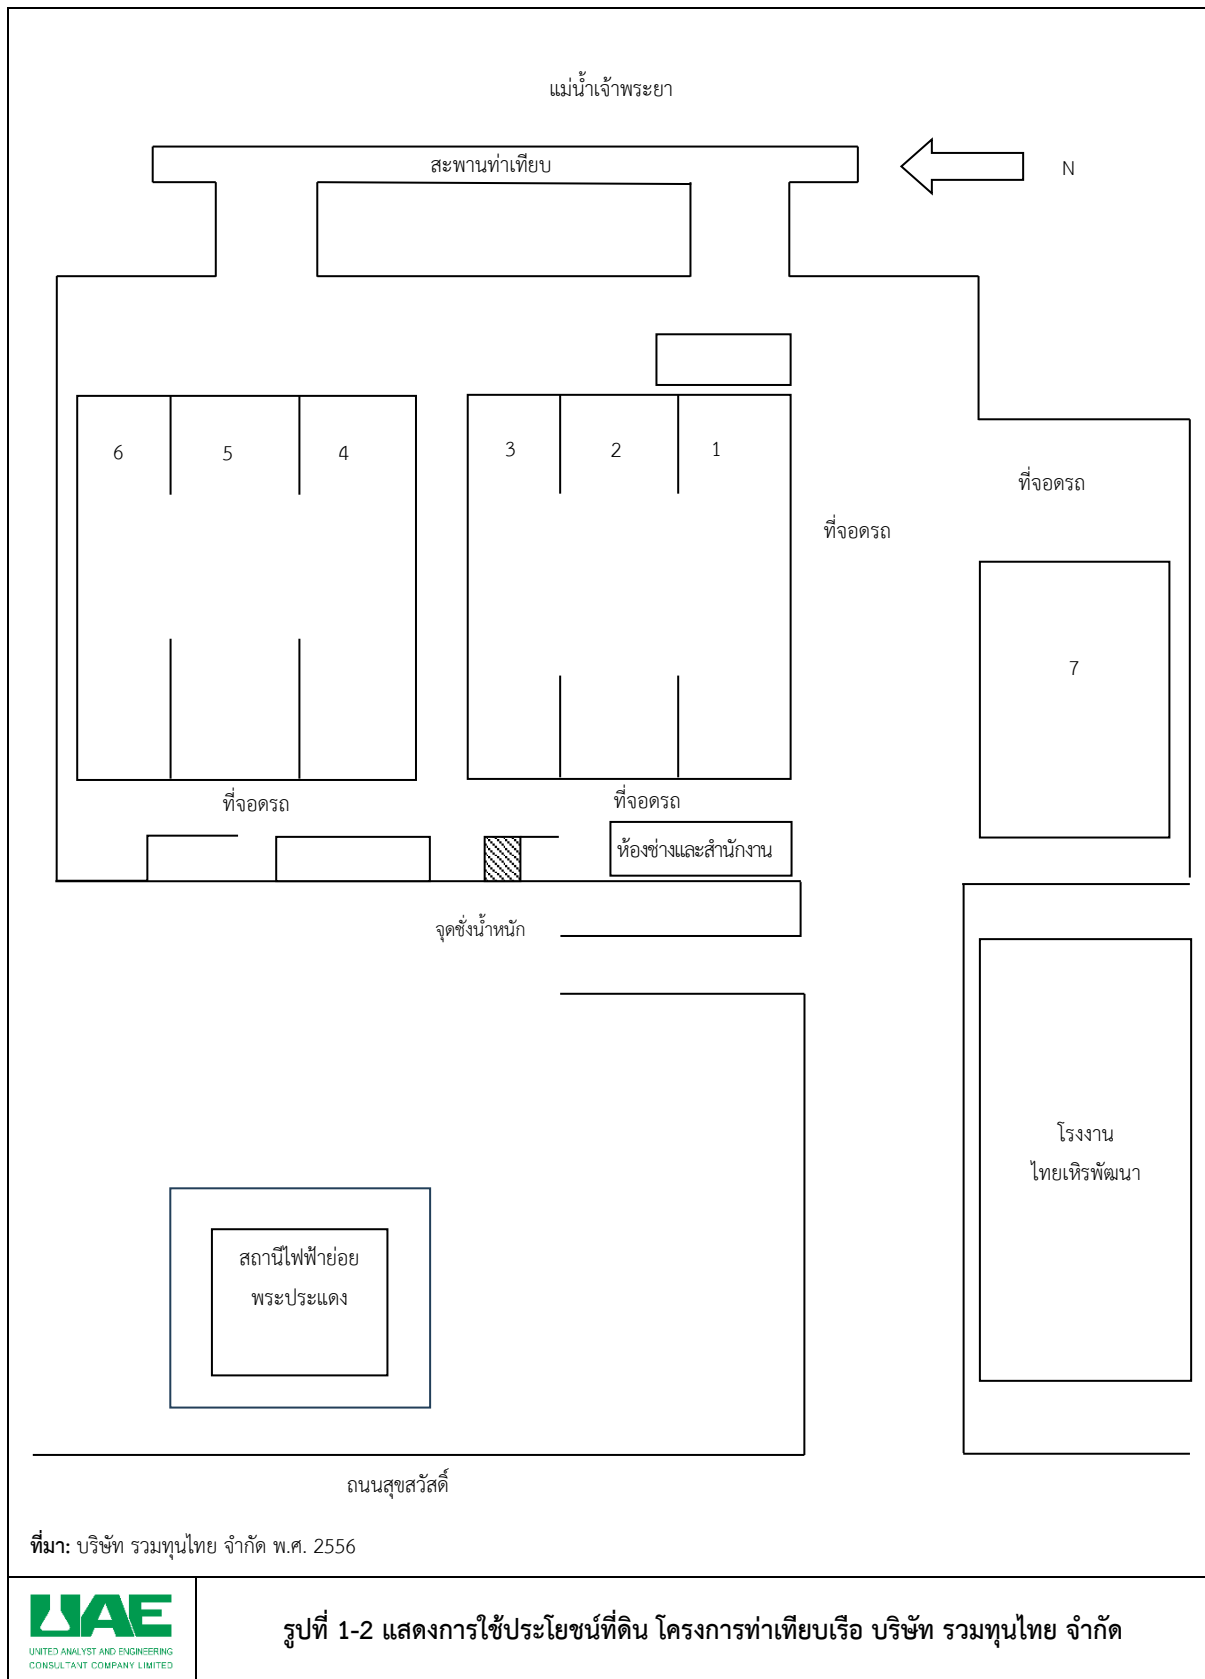 แม่น้ำเจ้าพระยา
สะพานท่าเทียบ
N
6
5
4
3
2
1
ที่จอดรถ
ที่จอดรถ
7
ที่จอดรถ
ที่จอดรถ
ห้องช่างและสำนักงาน
จุดชั่งน้ำหนัก
โรงงาน
ไทยเหิรพัฒนา
สถานีไฟฟ้าย่อย
พระประแดง
ถนนสุขสวัสดิ์
ที่มา: บริษัท รวมทุนไทย จำกัด พ.ศ. 2556
UAE
UNITED ANALYST AND ENGINEERING
CONSULTANT COMPANY LIMITED
รูปที่ 1-2 แสดงการใช้ประโยชน์ที่ดิน โครงการท่าเทียบเรือ บริษัท รวมทุนไทย จำกัด